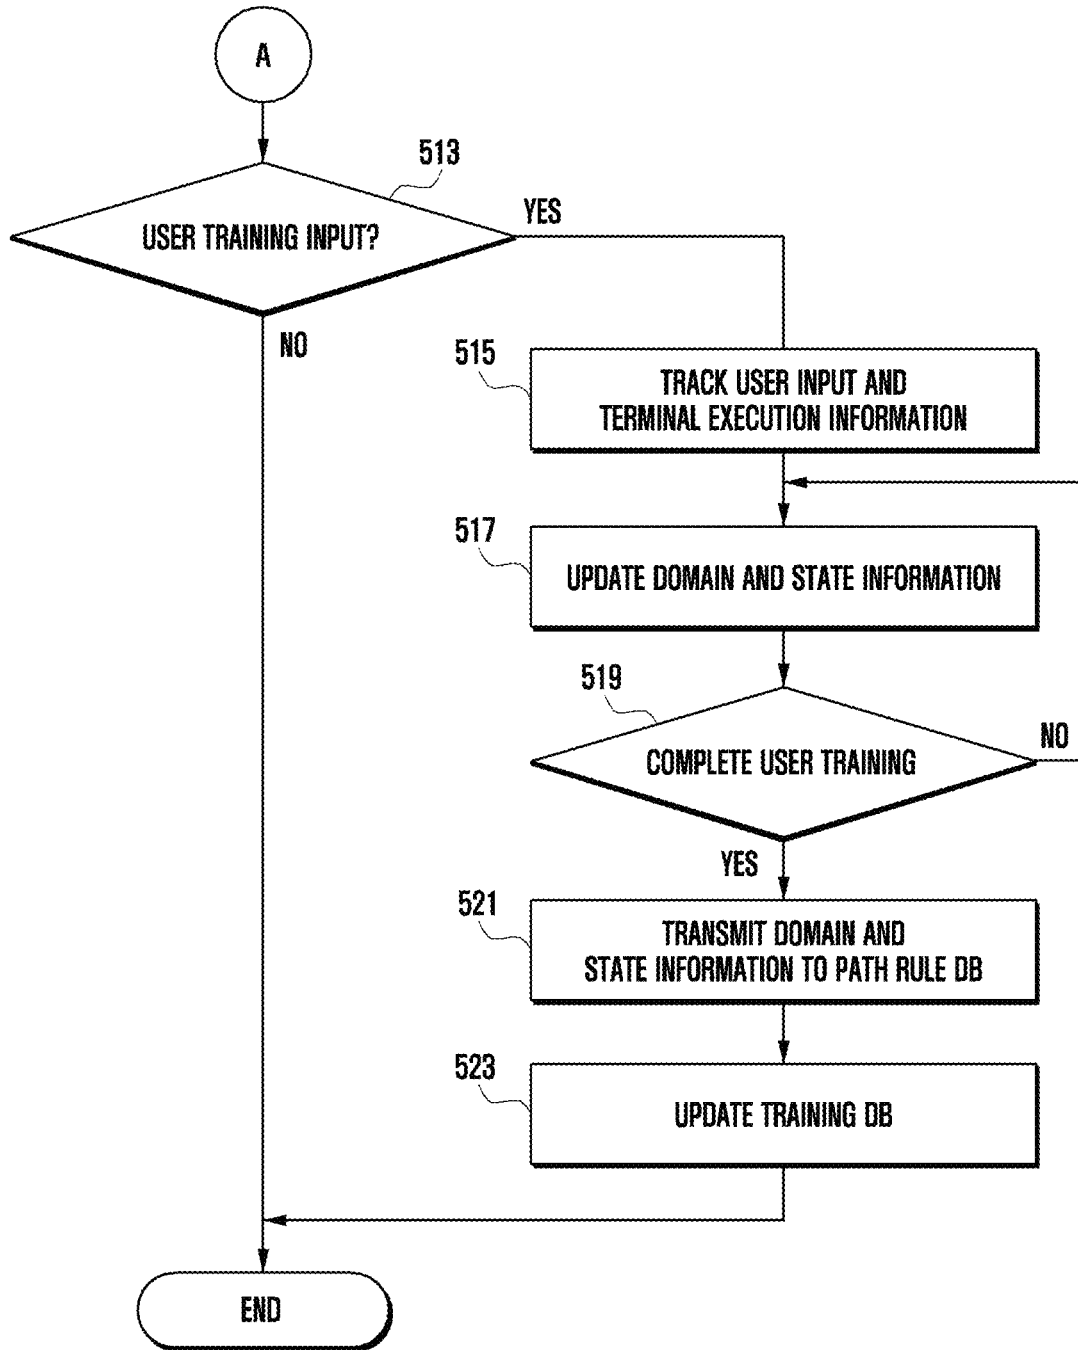 A
513
USER TRAINING INPUT?
YES
NO
515
TRACK USER INPUT AND
TERMINAL EXECUTION INFORMATION
517
UPDATE DOMAIN AND STATE INFORMATION
519
COMPLETE USER TRAINING
NO
YES
521
TRANSMIT DOMAIN AND
STATE INFORMATION TO PATH RULE DB
523
UPDATE TRAINING DB
END